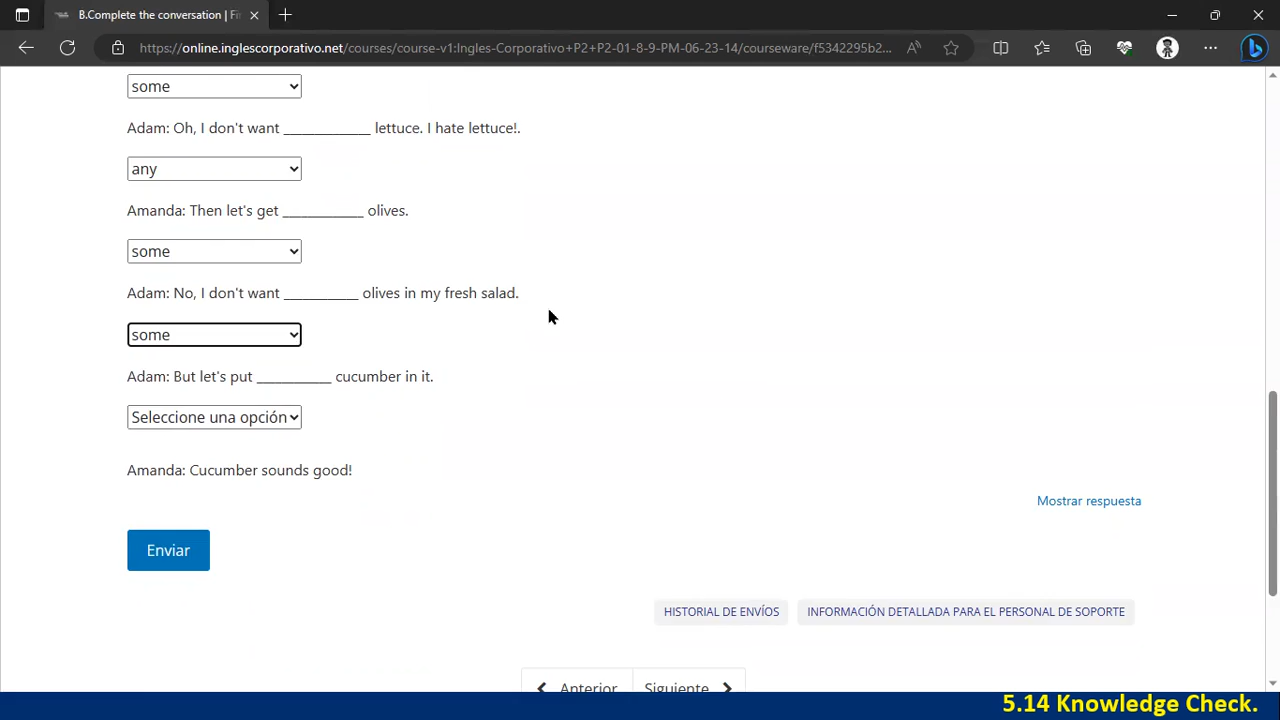 B.Complete the conversation | Fir
https://online.inglescorporativo.net/courses/course-v1:Ingles-Corporativo+P2+P2-01-8-9-PM-06-23-14/courseware/f5342295b2...
some
Adam: Oh, I don't want ____________ lettuce. I hate lettuce!.
any
Amanda: Then let's get ___________ olives.
some
Adam: No, I don't want __________ olives in my fresh salad.
some
Adam: But let's put __________ cucumber in it.
Seleccione una opción
Amanda: Cucumber sounds good!
Mostrar respuesta
Enviar
HISTORIAL DE ENVÍOS INFORMACIÓN DETALLADA PARA EL PERSONAL DE SOPORTE
Anterior Siguiente
5.14 Knowledge Check.